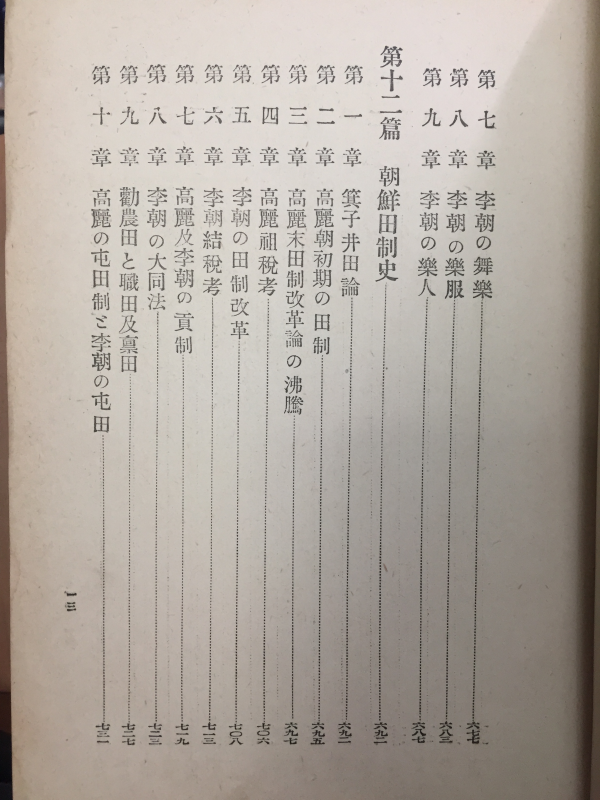 第七章 李朝の舞樂……六七七
第八章 李朝の樂服……六八三
第九章 李朝の樂人……六八七
第十二篇 朝鮮田制史……六九二
第一章 箕子井田論……六九二
第二章 高麗朝初期の田制……六九五
第三章 高麗末田制改革論の沸騰……六九七
第四章 高麗祖稅考……七〇六
第五章 李朝の田制改革……七〇八
第六章 李朝結稅考……七一三
第七章 高麗及李朝の貢制……七一九
第八章 李朝の大同法……七二三
第九章 勸農田と職田及禀田……七二七
第十章 高麗の屯田制と李朝の屯田……七三一
一三